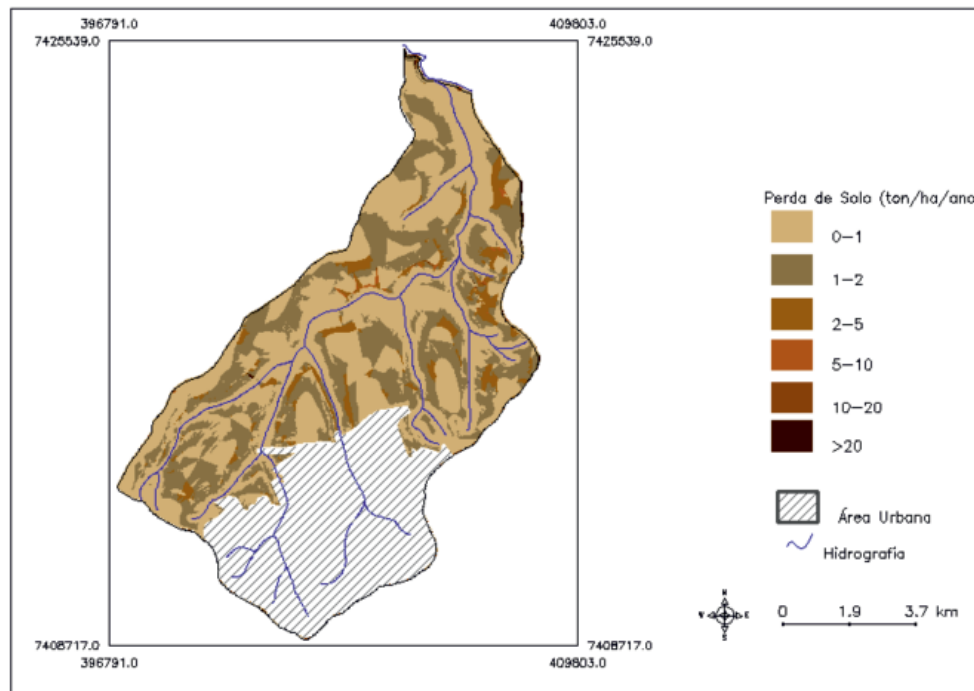 396791.0 409803.0
7425539.0 7425539.0
Perda de Solo (ton/ha/ano
0-1
1-2
2-5
5-10
10-20
>20
Área Urbana
Hidrografia
N
W E
S
0 1.9 3.7 km
7408717.0 7408717.0
396791.0 409803.0